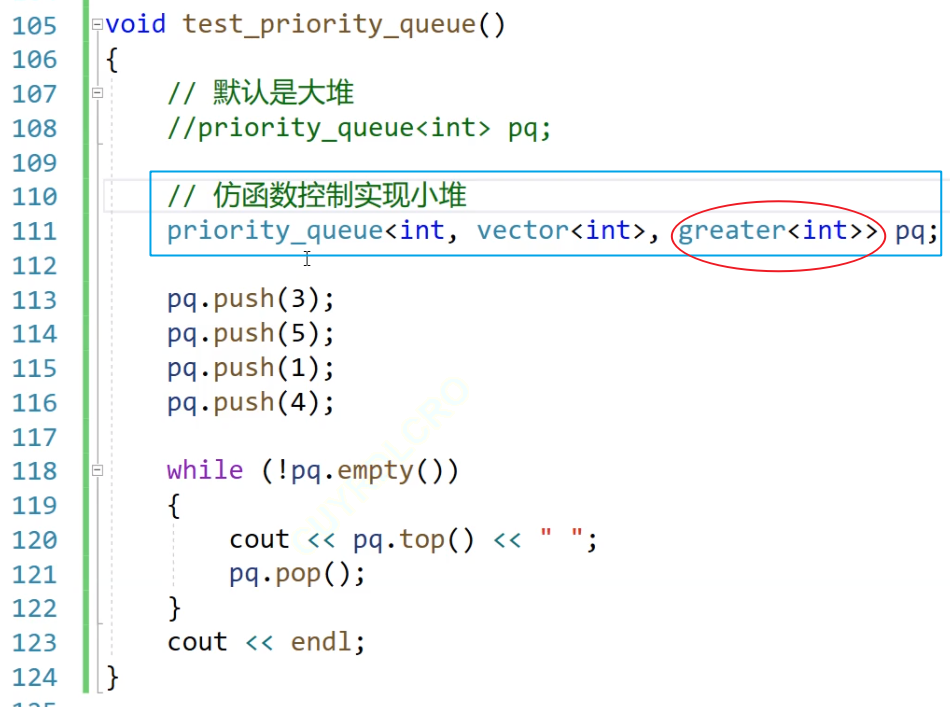 105 void test_priority_queue()
106 {
107 // 默认是大堆
108 //priority_queue<int> pq;
109
110 // 仿函数控制实现小堆
111 priority_queue<int, vector<int>, greater<int>> pq;
112
113 pq.push(3);
114 pq.push(5);
115 pq.push(1);
116 pq.push(4);
117
118 while (!pq.empty())
119 {
120 cout << pq.top() << " ";
121 pq.pop();
122 }
123 cout << endl;
124 }